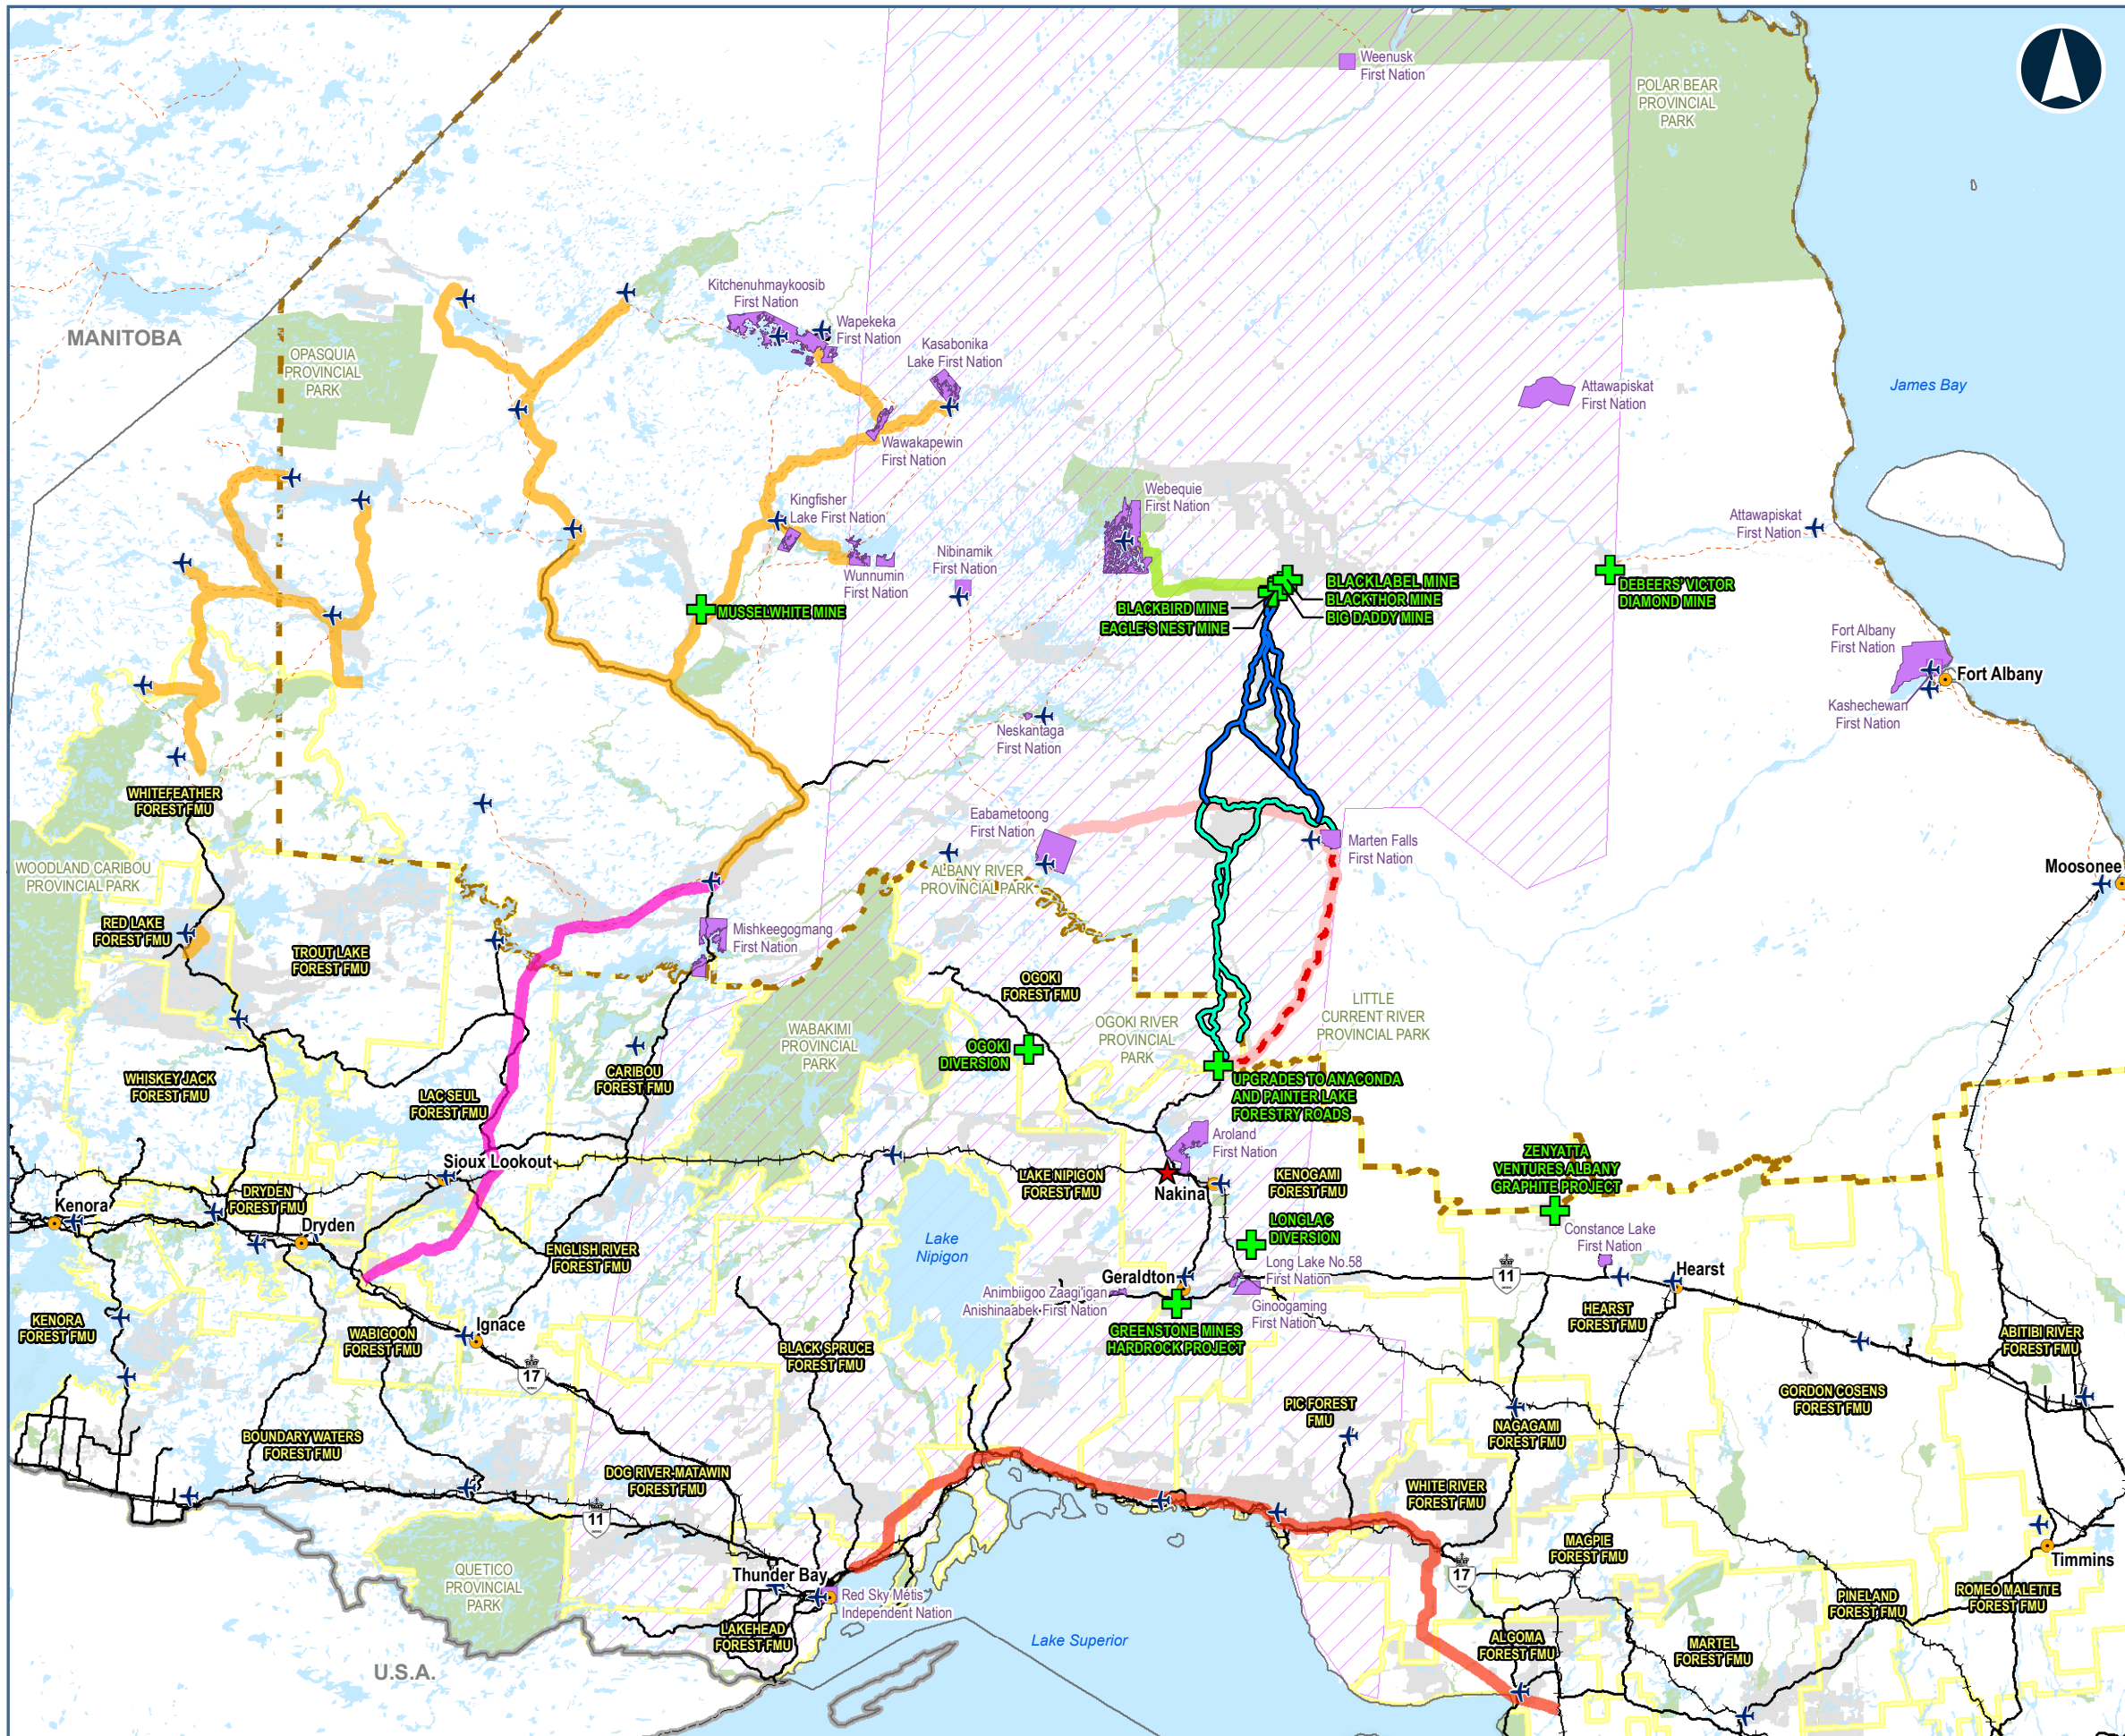 Weenusk
First Nation
POLAR BEAR
PROVINCIAL
PARK
Kitchenuhmaykoosib
First Nation
Wapekeka
First Nation
Kasabonika
Lake First Nation
MANITOBA
OPASQUIA
PROVINCIAL
PARK
James Bay
Attawapiskat
First Nation
Wawakapewin
First Nation
Webequie
First Nation
Kingfisher
Lake First Nation
Attawapiskat
First Nation
Nibinamik
First Nation
Wunnumin
First Nation
BLACKLABEL MINE
BLACKTHOR MINE
BIG DADDY MINE
BLACKBIRD MINE
EAGLE'S NEST MINE
DEBEERS' VICTOR
DIAMOND MINE
MUSSELWHITE MINE
Fort Albany
First Nation
Fort Albany
Kashechewan
First Nation
Neskantaga
First Nation
WHITEFEATHER
FOREST FMU
Eabametoong
First Nation
Marten Falls
First Nation
WOODLAND CARIBOU
PROVINCIAL PARK
ALBANY RIVER
PROVINCIAL PARK
Moosonee
RED LAKE
FOREST FMU
TROUT LAKE
FOREST FMU
Mishkeegogmang
First Nation
OGOKI
FOREST FMU
LITTLE
CURRENT RIVER
PROVINCIAL PARK
WABAKIMI
PROVINCIAL
PARK
OGOKI RIVER
PROVINCIAL
PARK
OGOKI
DIVERSION
WHISKEY JACK
FOREST FMU
LAC SEUL
FOREST FMU
CARIBOU
FOREST FMU
UPGRADES TO ANACONDA
AND PAINTER LAKE
FORESTRY ROADS
Aroland
First Nation
Sioux Lookout
LAKE NIPIGON
FOREST FMU
Nakina
KENOGAMI
FOREST FMU
ZENYATTA
VENTURES ALBANY
GRAPHITE PROJECT
Kenora
DRYDEN
FOREST FMU
Dryden
ENGLISH RIVER
FOREST FMU
Lake
Nipigon
LONGLAC
DIVERSION
Constance Lake
First Nation
Long Lake No.58
First Nation
Geraldton
Animbiigoo Zaagi'igan
Anishinaabek First Nation
Ginoogaming
First Nation
11
Hearst
HEARST
FOREST FMU
KENORA
FOREST FMU
WABIGOON
FOREST FMU
Ignace
BLACK SPRUCE
FOREST FMU
GREENSTONE MINES
HARDROCK PROJECT
ABITIBI RIVER
FOREST FMU
17
GORDON COSENS
FOREST FMU
PIC FOREST
FMU
NAGAGAMI
FOREST FMU
BOUNDARY WATERS
FOREST FMU
DOG RIVER-MATAWIN
FOREST FMU
WHITE RIVER
FOREST FMU
11
MAGPIE
FOREST FMU
Timmins
QUETICO
PROVINCIAL
PARK
Thunder Bay
17
Red Sky Métis
Independent Nation
PINELAND
FOREST FMU
ROMEO MALETTE
FOREST FMU
LAKEHEAD
FOREST FMU
Lake Superior
ALGOMA
FOREST FMU
MARTEL
FOREST FMU
U.S.A.